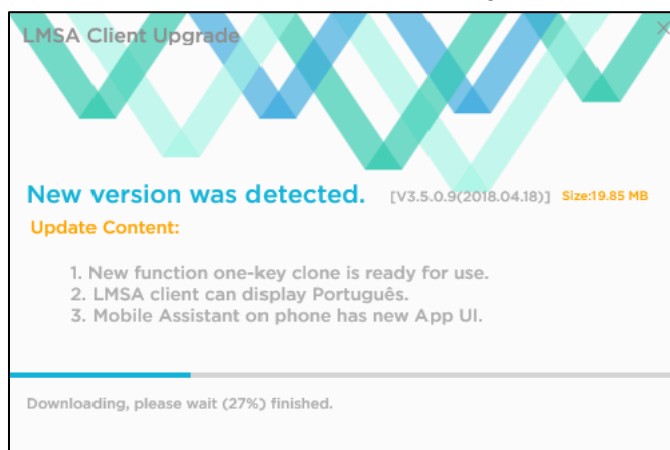 LMSA Client Upgrade
New version was detected. [V3.5.0.9(2018.04.18)] Size:19.85 MB
Update Content:
1. New function one-key clone is ready for use.
2. LMSA client can display Português.
3. Mobile Assistant on phone has new App UI.
Downloading, please wait (27%) finished.